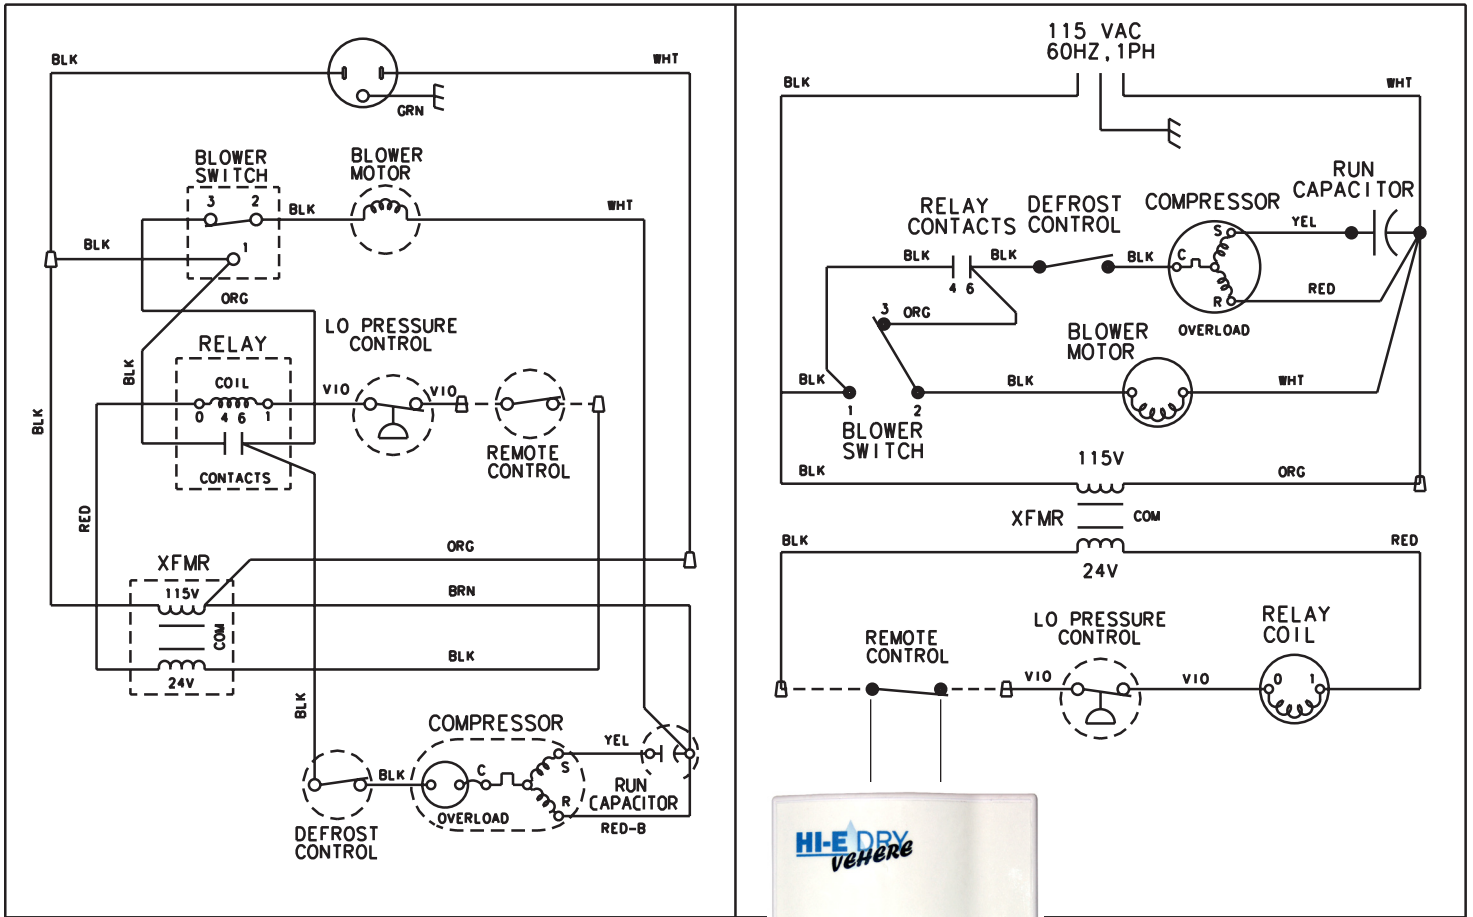 BLK
WHT
GRN
BLOWER
SWITCH
3 2
BLOWER
MOTOR
BLK
WHT
BLK
1
ORG
LO PRESSURE
CONTROL
RELAY
BLK
COIL
VIO
VIO
0 4 6 1
BLK
REMOTE
CONTROL
CONTACTS
RED
ORG
XFMR
115V
BRN
COM
BLK
24V
BLK
COMPRESSOR
YEL
C
S
BLK
R
RUN
CAPACITOR
OVERLOAD
RED-B
DEFROST
CONTROL
115 VAC
60HZ, 1PH
BLK
WHT
RUN
CAPACITOR
RELAY
CONTACTS
DEFROST
CONTROL
COMPRESSOR
YEL
S
BLK
BLK
BLK
C
4 6
RED
R
3
ORG
OVERLOAD
BLOWER
MOTOR
BLK
BLK
WHT
1
2
BLOWER
SWITCH
115V
BLK
ORG
XFMR
COM
BLK
RED
24V
REMOTE
CONTROL
LO PRESSURE
CONTROL
RELAY
COIL
VIO
VIO
0 1
HI-E DRY
VEHERE